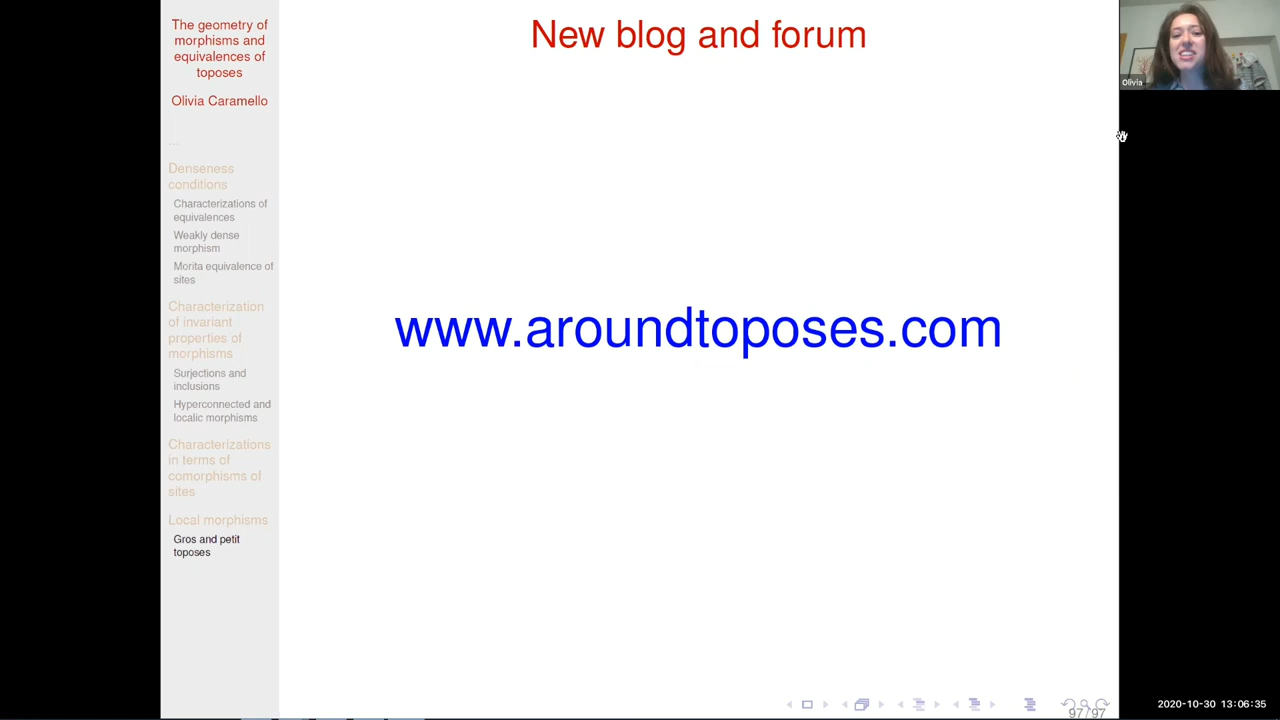 The geometry of
morphisms and
equivalences of
toposes
Olivia Caramello
...
Denseness
conditions
Characterizations of
equivalences
Weakly dense
morphism
Morita equivalence of
sites
Characterization
of invariant
properties of
morphisms
Surjections and
inclusions
Hyperconnected and
localic morphisms
Characterizations
in terms of
comorphisms of
sites
Local morphisms
Gros and petit
toposes
New blog and forum
www.aroundtoposes.com
97/97
Olivia
2020-10-30 13:06:35